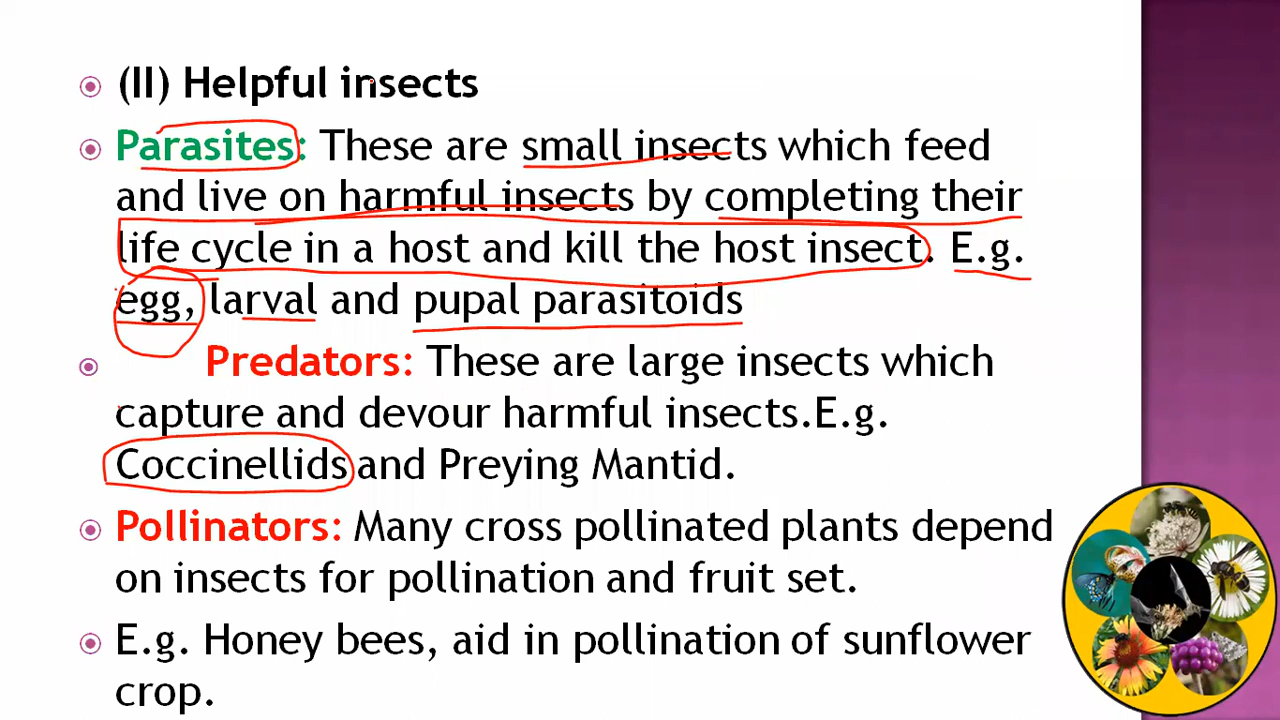 (II) Helpful insects
Parasites: These are small insects which feed
and live on harmful insects by completing their
life cycle in a host and kill the host insect. E.g.
egg, larval and pupal parasitoids
Predators: These are large insects which
capture and devour harmful insects.E.g.
Coccinellids and Preying Mantid.
Pollinators: Many cross pollinated plants depend
on insects for pollination and fruit set.
E.g. Honey bees, aid in pollination of sunflower
crop.